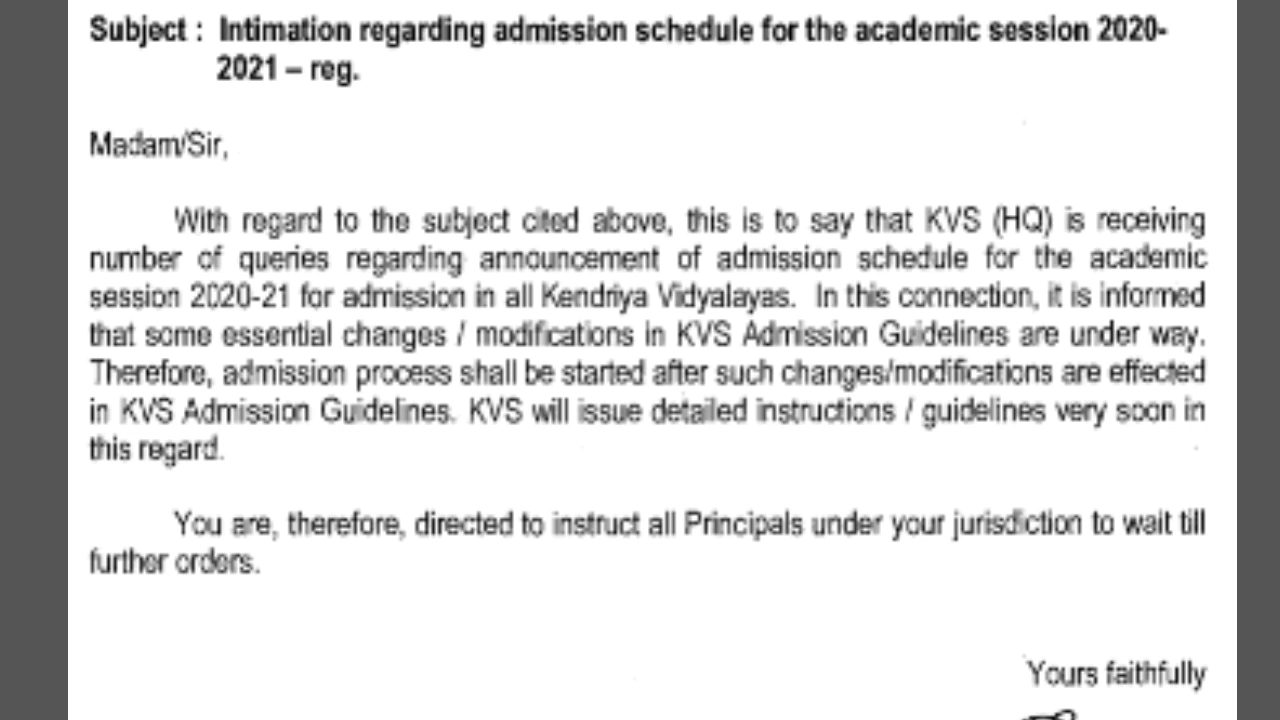 Subject : Intimation regarding admission schedule for the academic session 2020-
2021 – reg.
Madam/Sir,
With regard to the subject cited above, this is to say that KVS (HQ) is receiving
number of queries regarding announcement of admission schedule for the academic
session 2020-21 for admission in all Kendriya Vidyalayas. In this connection, it is informed
that some essential changes / modifications in KVS Admission Guidelines are under way.
Therefore, admission process shall be started after such changes/modifications are effected
in KVS Admission Guidelines. KVS will issue detailed instructions / guidelines very soon in
this regard.
You are, therefore, directed to instruct all Principals under your jurisdiction to wait till
further orders.
Yours faithfully